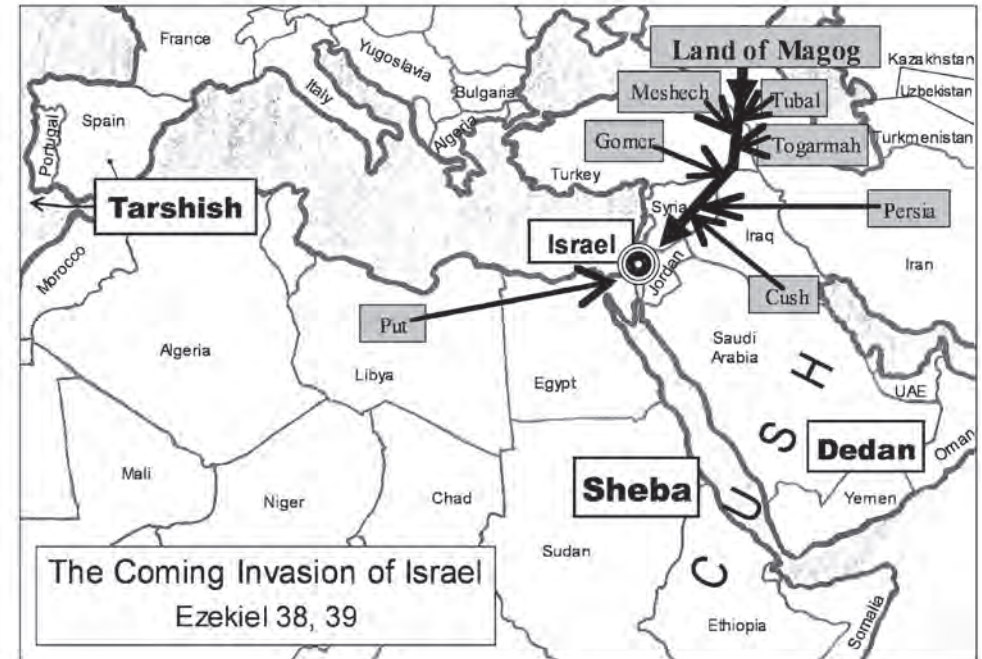 France
Yugoslavia
Italy
Bulgaria
Algeria
Portugal
Spain
Land of Magog
Kazakhstan
Uzbekistan
Meshech
Tubal
Gomer
Togarmah
Turkmenistan
Turkey
Tarshish
Syria
Persia
Israel
Iraq
Jordan
Iran
Morocco
Cush
Put
Algeria
Libya
Egypt
Saudi
Arabia
UAE
CUSH
Dedan
Oman
Mali
Niger
Chad
Sheba
Yemen
Sudan
The Coming Invasion of Israel
Ezekiel 38, 39
Ethiopia
Somalia